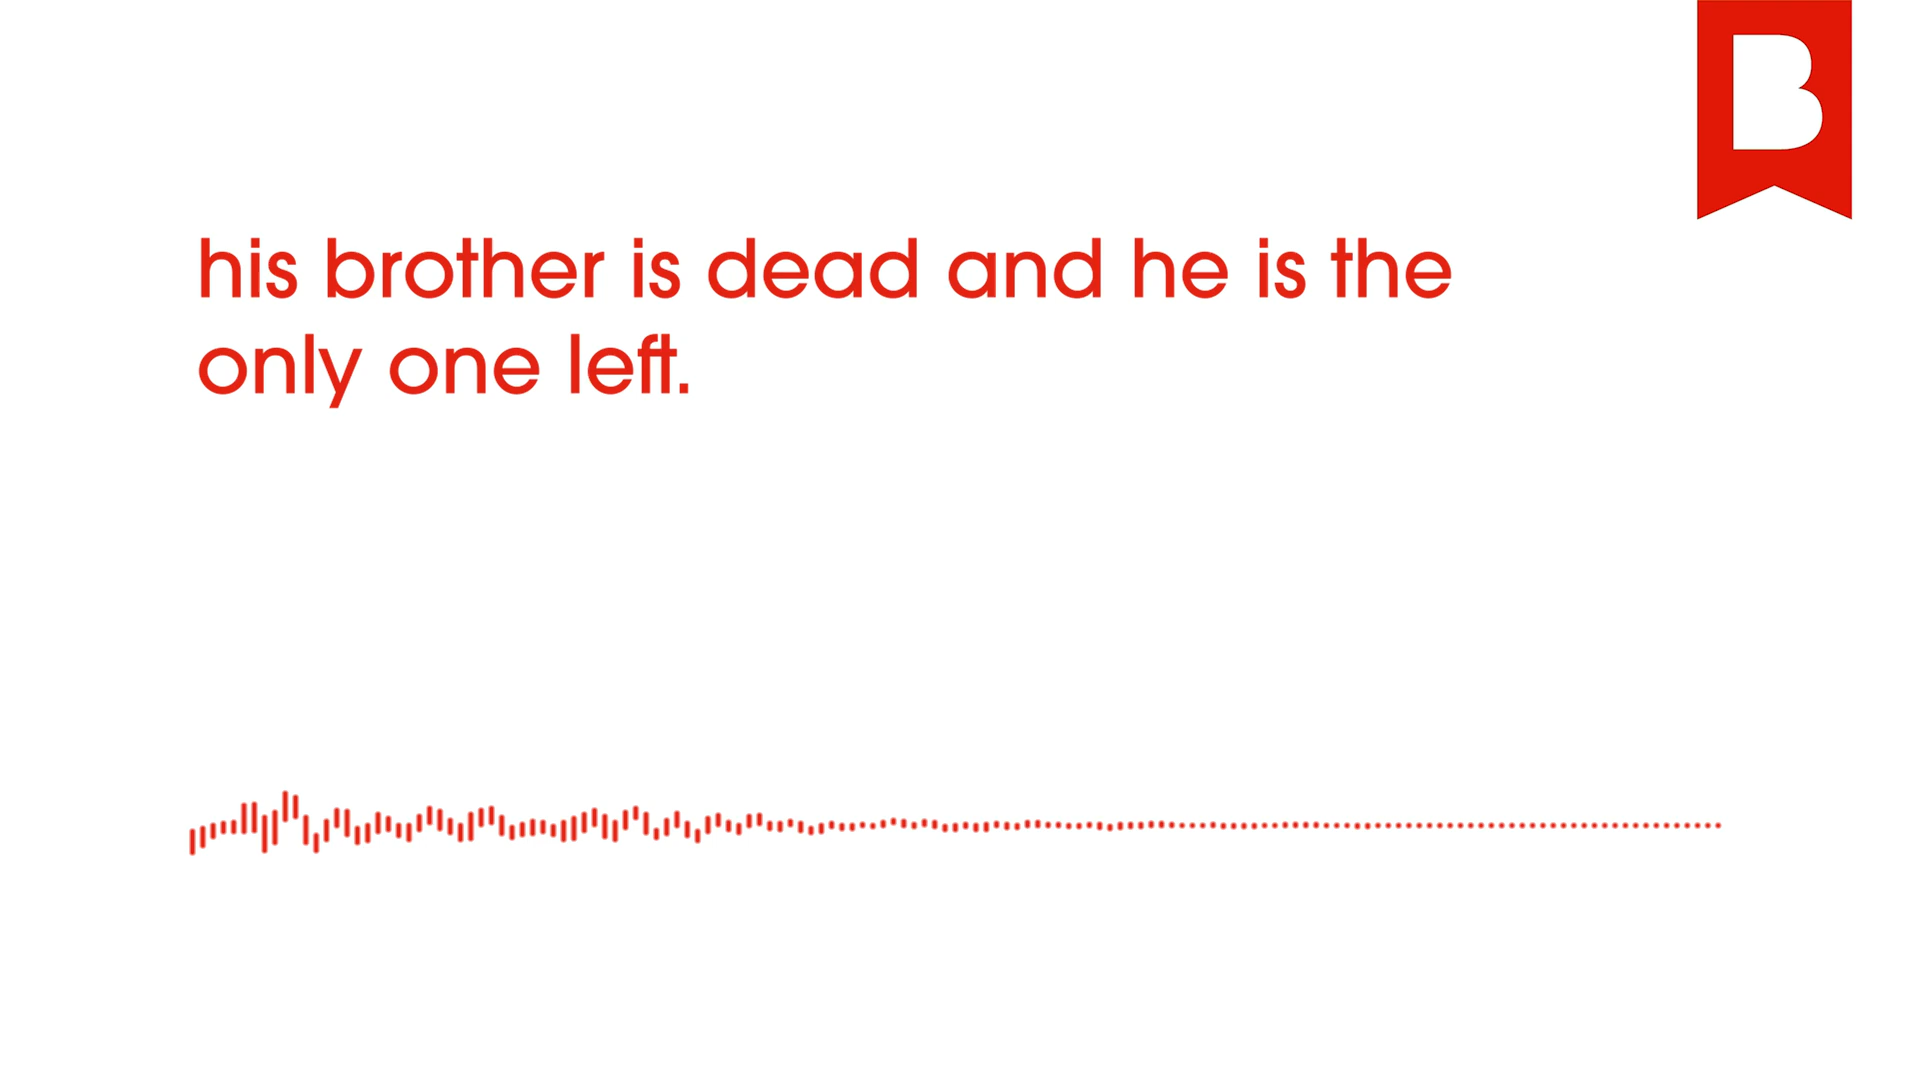 B
his brother is dead and he is the
only one left.